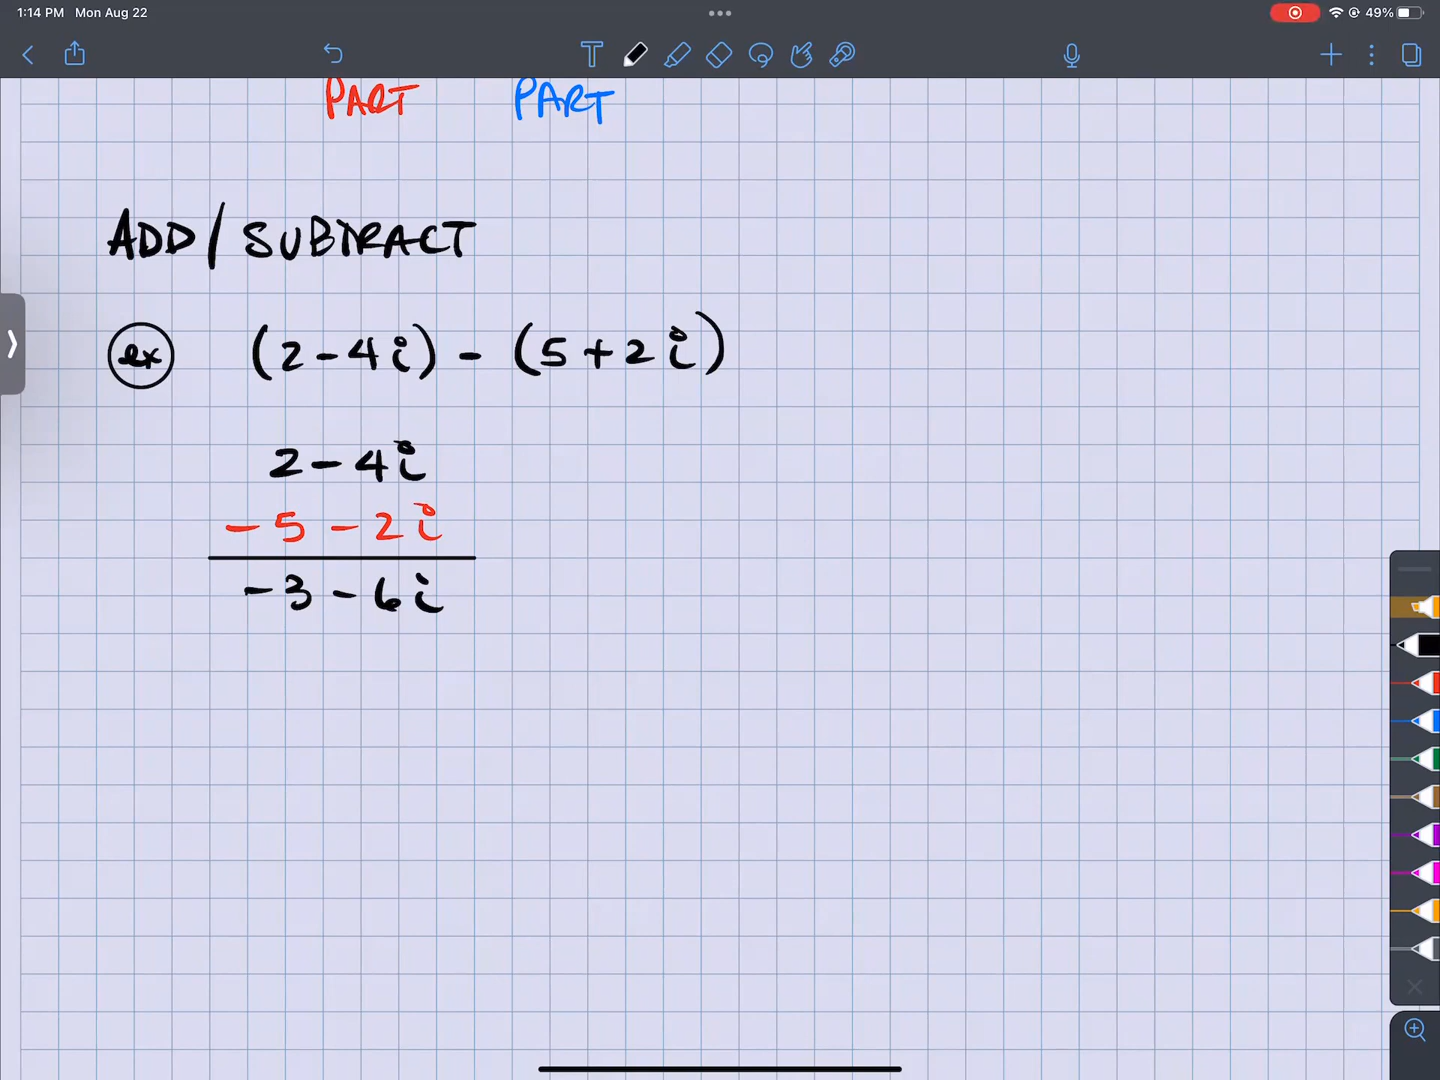 1:14 PM Mon Aug 22
49%
PART PART
ADD/SUBTRACT
ex (2-4i) - (5+2i)
2-4i
-5-2i
-3-6i